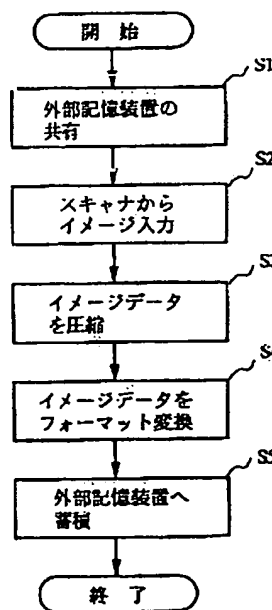 開始
S1
外部記憶装置の
共有
S2
スキャナから
イメージ入力
イメージデータ
を圧縮
イメージデータを
フォーマット変換
外部記憶装置へ
蓄積
終了